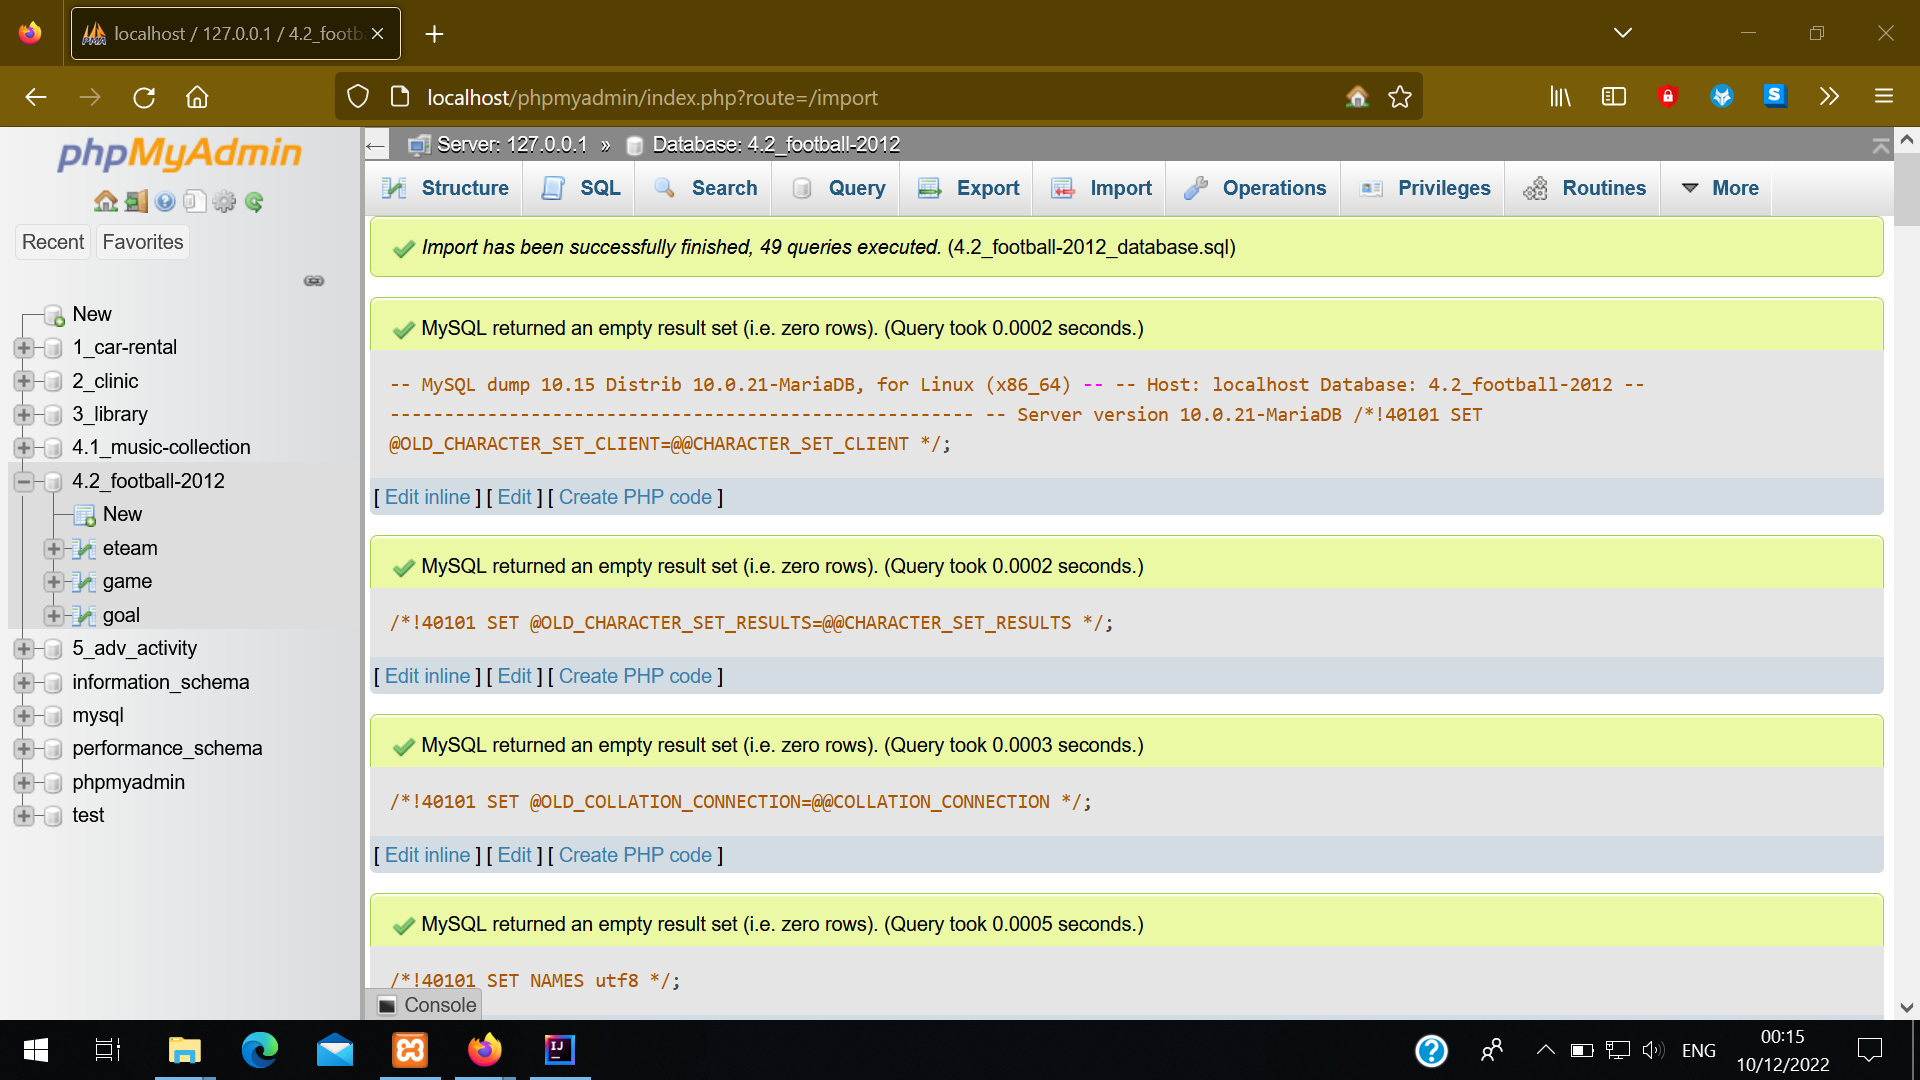 localhost / 127.0.0.1 / 4.2_footb
localhost/phpmyadmin/index.php?route=/import
phpMyAdmin
Recent
Favorites
New
1_car-rental
2_clinic
3_library
4.1_music-collection
4.2_football-2012
New
eteam
game
goal
5_adv_activity
information_schema
mysql
performance_schema
phpmyadmin
test
Server: 127.0.0.1 » Database: 4.2_football-2012
Structure SQL Search Query Export Import Operations Privileges Routines More
Import has been successfully finished, 49 queries executed. (4.2_football-2012_database.sql)
MySQL returned an empty result set (i.e. zero rows). (Query took 0.0002 seconds.)
-- MySQL dump 10.15 Distrib 10.0.21-MariaDB, for Linux (x86_64) -- -- Host: localhost Database: 4.2_football-2012 --
------------------------------------------------------ -- Server version 10.0.21-MariaDB /*!40101 SET
@OLD_CHARACTER_SET_CLIENT=@@CHARACTER_SET_CLIENT */;
[ Edit inline ] [ Edit ] [ Create PHP code ]
MySQL returned an empty result set (i.e. zero rows). (Query took 0.0002 seconds.)
/*!40101 SET @OLD_CHARACTER_SET_RESULTS=@@CHARACTER_SET_RESULTS */;
[ Edit inline ] [ Edit ] [ Create PHP code ]
MySQL returned an empty result set (i.e. zero rows). (Query took 0.0003 seconds.)
/*!40101 SET @OLD_COLLATION_CONNECTION=@@COLLATION_CONNECTION */;
[ Edit inline ] [ Edit ] [ Create PHP code ]
MySQL returned an empty result set (i.e. zero rows). (Query took 0.0005 seconds.)
/*!40101 SET NAMES utf8 */;
Console
ENG
00:15
10/12/2022